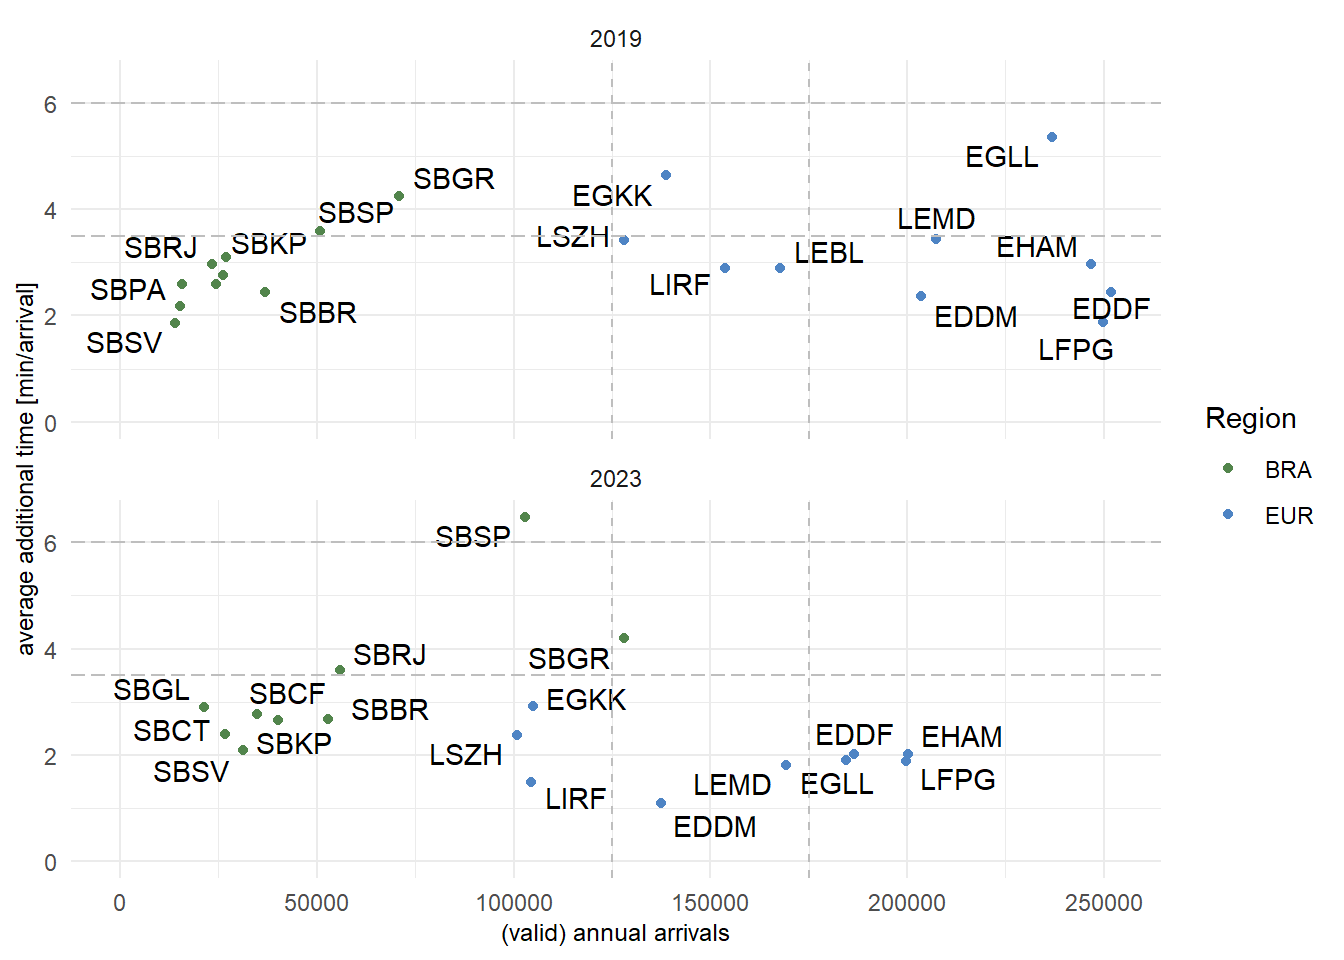 2019
6
4
2
0
EGLL
SBGR
EGKK
SBSP
LEMD
SBRJ
SBKP
LSZH
LEBL
EHAM
SBPA
LIRF
SBBR
EDDM
EDDF
SBSV
LFPG
average additional time [min/arrival]
2023
6
4
2
0
SBSP
SBRJ
SBGR
SBGL
SBCF
EGKK
SBBR
SBCT
SBKP
EDDF
EHAM
LSZH
SBSV
LEMD
EGLL
LFPG
LIRF
EDDM
0
50000
100000
150000
200000
250000
(valid) annual arrivals
Region
BRA
EUR